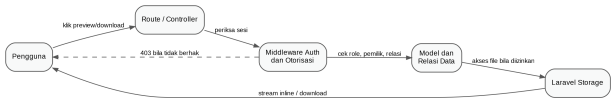 klik preview/download
Route / Controller
periksa sesi
Pengguna
403 bila tidak berhak
Middleware Auth
dan Otorisasi
cek role, pemilik, relasi
Model dan
Relasi Data
akses file bila diizinkan
Laravel Storage
stream inline / download